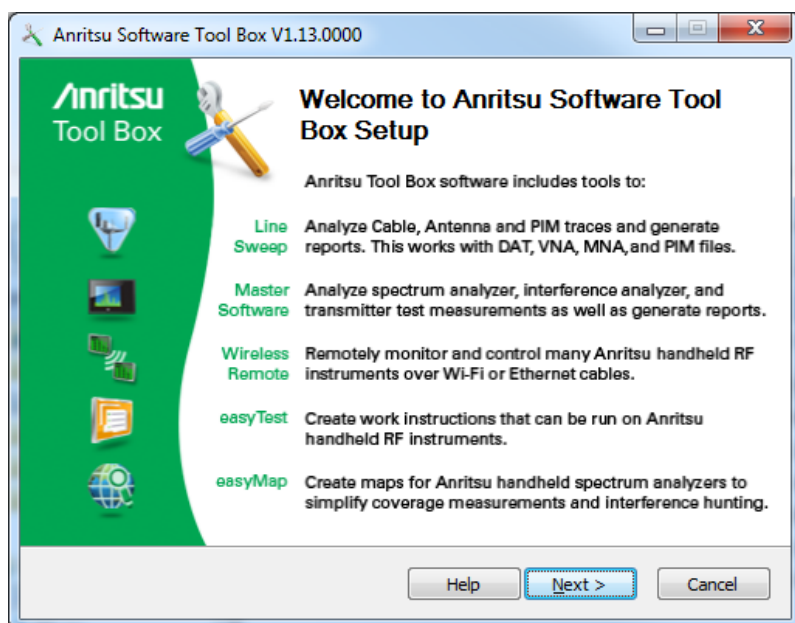 Anritsu Software Tool Box V1.13.0000
Anritsu
Tool Box
Welcome to Anritsu Software Tool
Box Setup
Anritsu Tool Box software includes tools to:
Line
Sweep
Analyze Cable, Antenna and PIM traces and generate
reports. This works with DAT, VNA, MNA,and PIM files.
Master
Software
Analyze spectrum analyzer, interference analyzer, and
transmitter test measurements as well as generate reports.
Wireless
Remote
Remotely monitor and control many Anritsu handheld RF
instruments over Wi-Fi or Ethernet cables.
easyTest
Create work instructions that can be run on Anritsu
handheld RF instruments.
easyMap
Create maps for Anritsu handheld spectrum analyzers to
simplify coverage measurements and interference hunting.
Help
Next >
Cancel